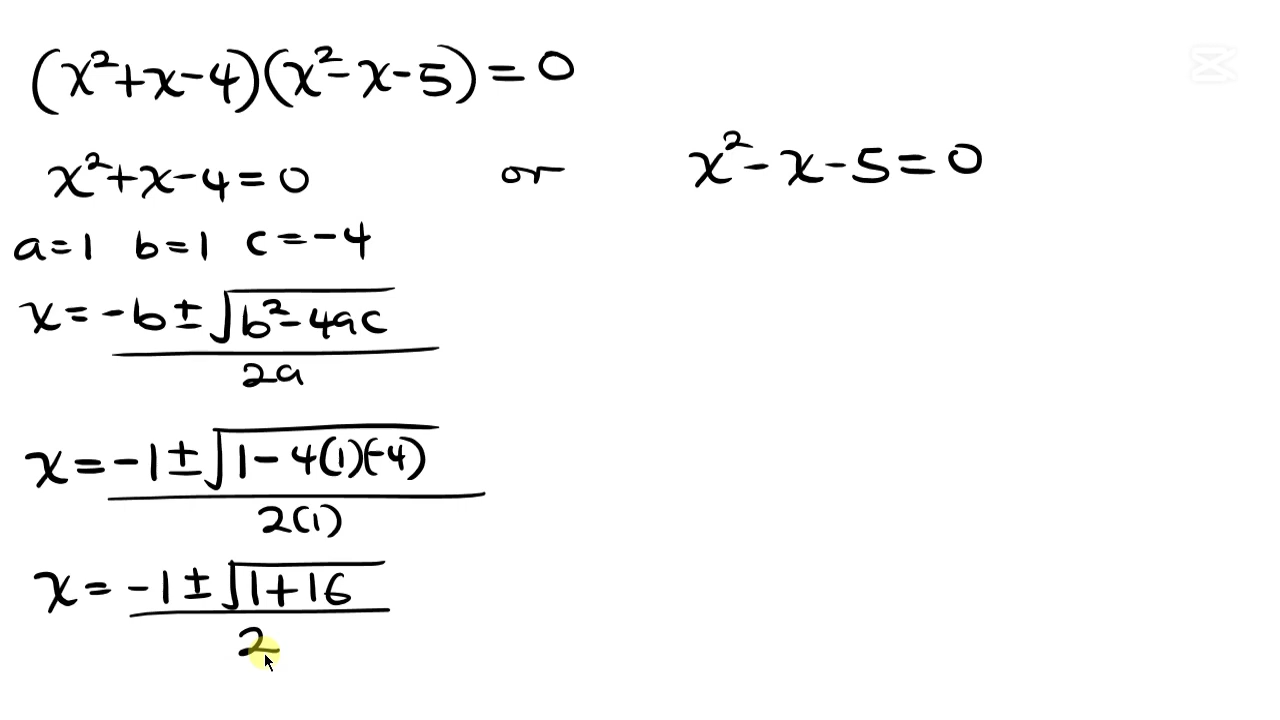 (x²+x-4)(x²-x-5)=0
x²+x-4=0 or x²-x-5=0
a=1 b=1 c=-4
x=-b±√(b²-4ac)/2a
x=-1±√(1-4(1)(-4))/2(1)
x=-1±√(1+16)/2